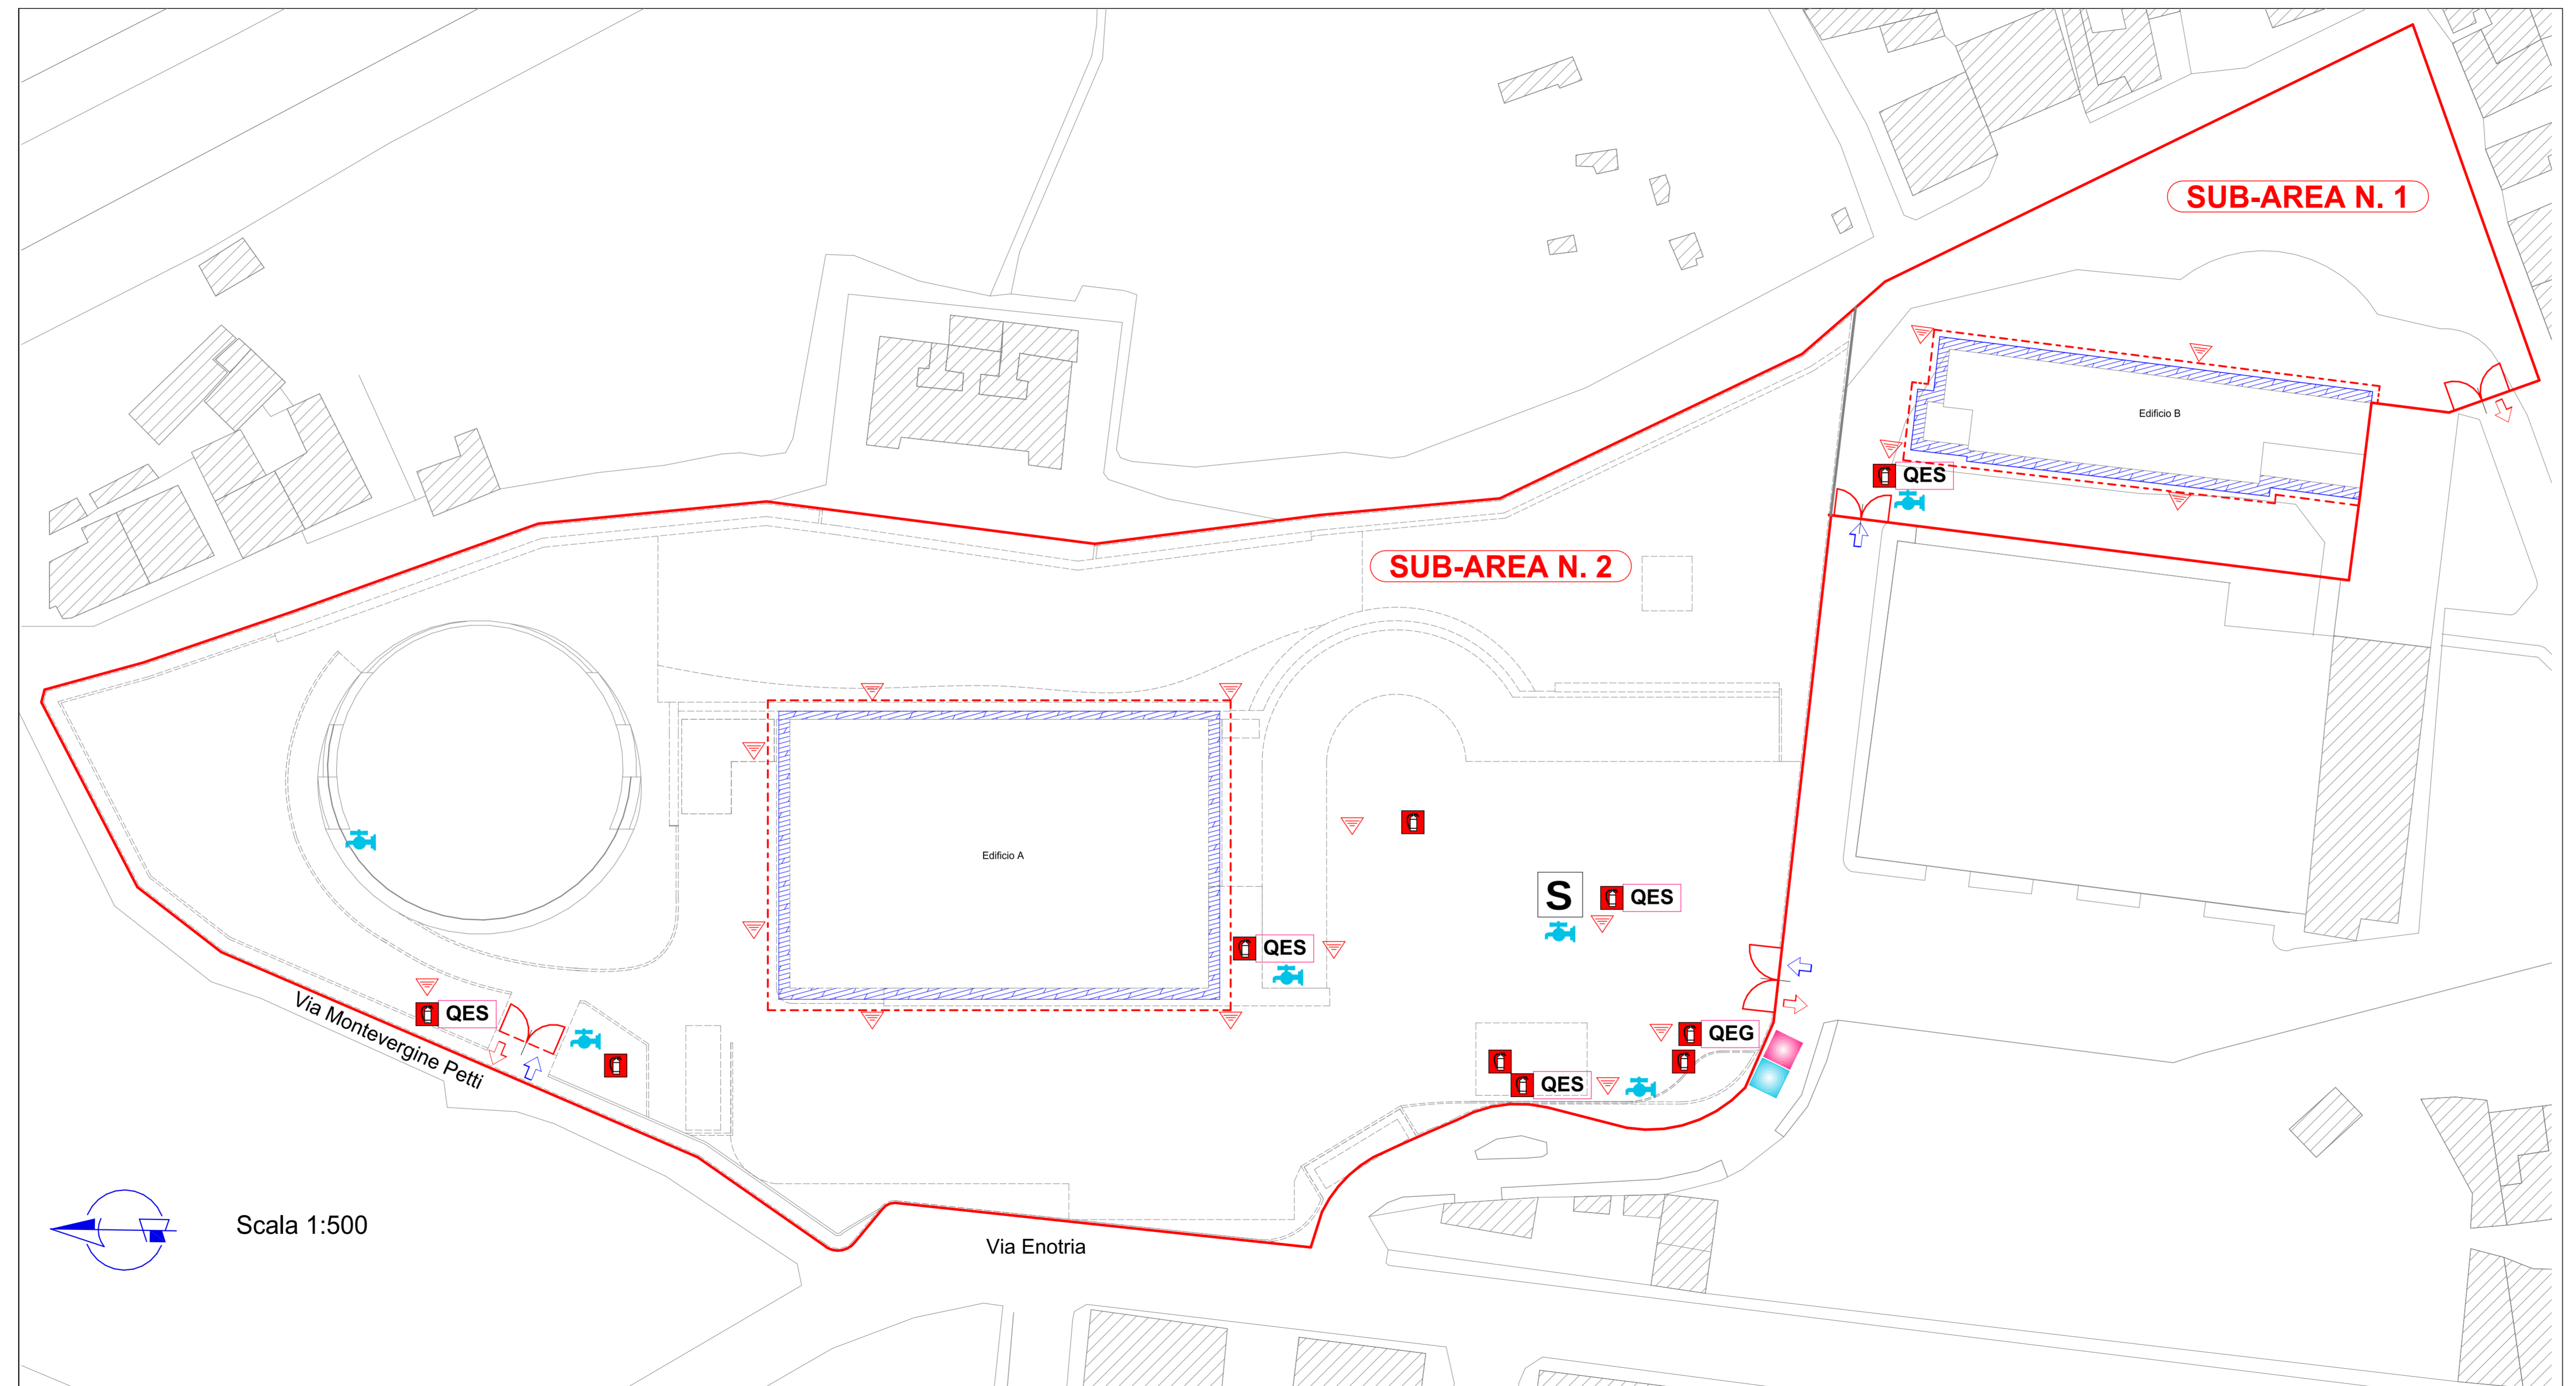 SUB-AREA N. 1
Edificio B
QES
SUB-AREA N. 2
Edificio A
S
QES
QES
QES
QEG
QES
Via Montevergine Petti
Scala 1:500
Via Enotria